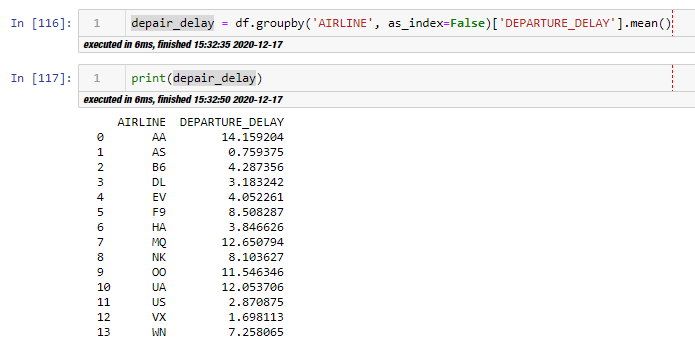 In [116]: 1 depair_delay = df.groupby('AIRLINE', as_index=False)['DEPARTURE_DELAY'].mean()
executed in 6ms, finished 15:32:35 2020-12-17
In [117]: 1 print(depair_delay)
executed in 6ms, finished 15:32:50 2020-12-17
AIRLINE DEPARTURE_DELAY
0 AA 14.159204
1 AS 0.759375
2 B6 4.287356
3 DL 3.183242
4 EV 4.052261
5 F9 8.508287
6 HA 3.846626
7 MQ 12.650794
8 NK 8.103627
9 OO 11.546346
10 UA 12.053706
11 US 2.870875
12 VX 1.698113
13 WN 7.258065